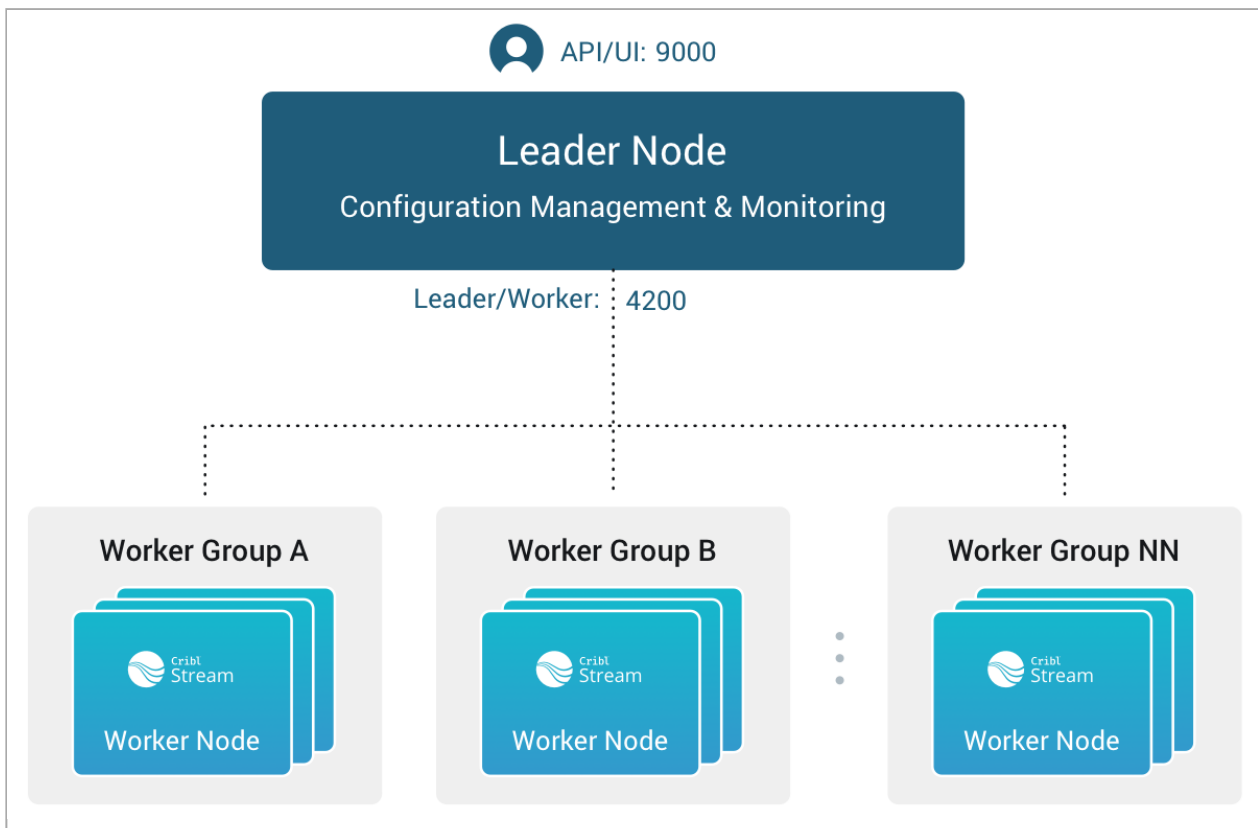 API/UI: 9000
Leader Node
Configuration Management & Monitoring
Leader/Worker: 4200
Worker Group A
Cribl
Stream
Worker Node
Worker Group B
Cribl
Stream
Worker Node
Worker Group NN
Cribl
Stream
Worker Node